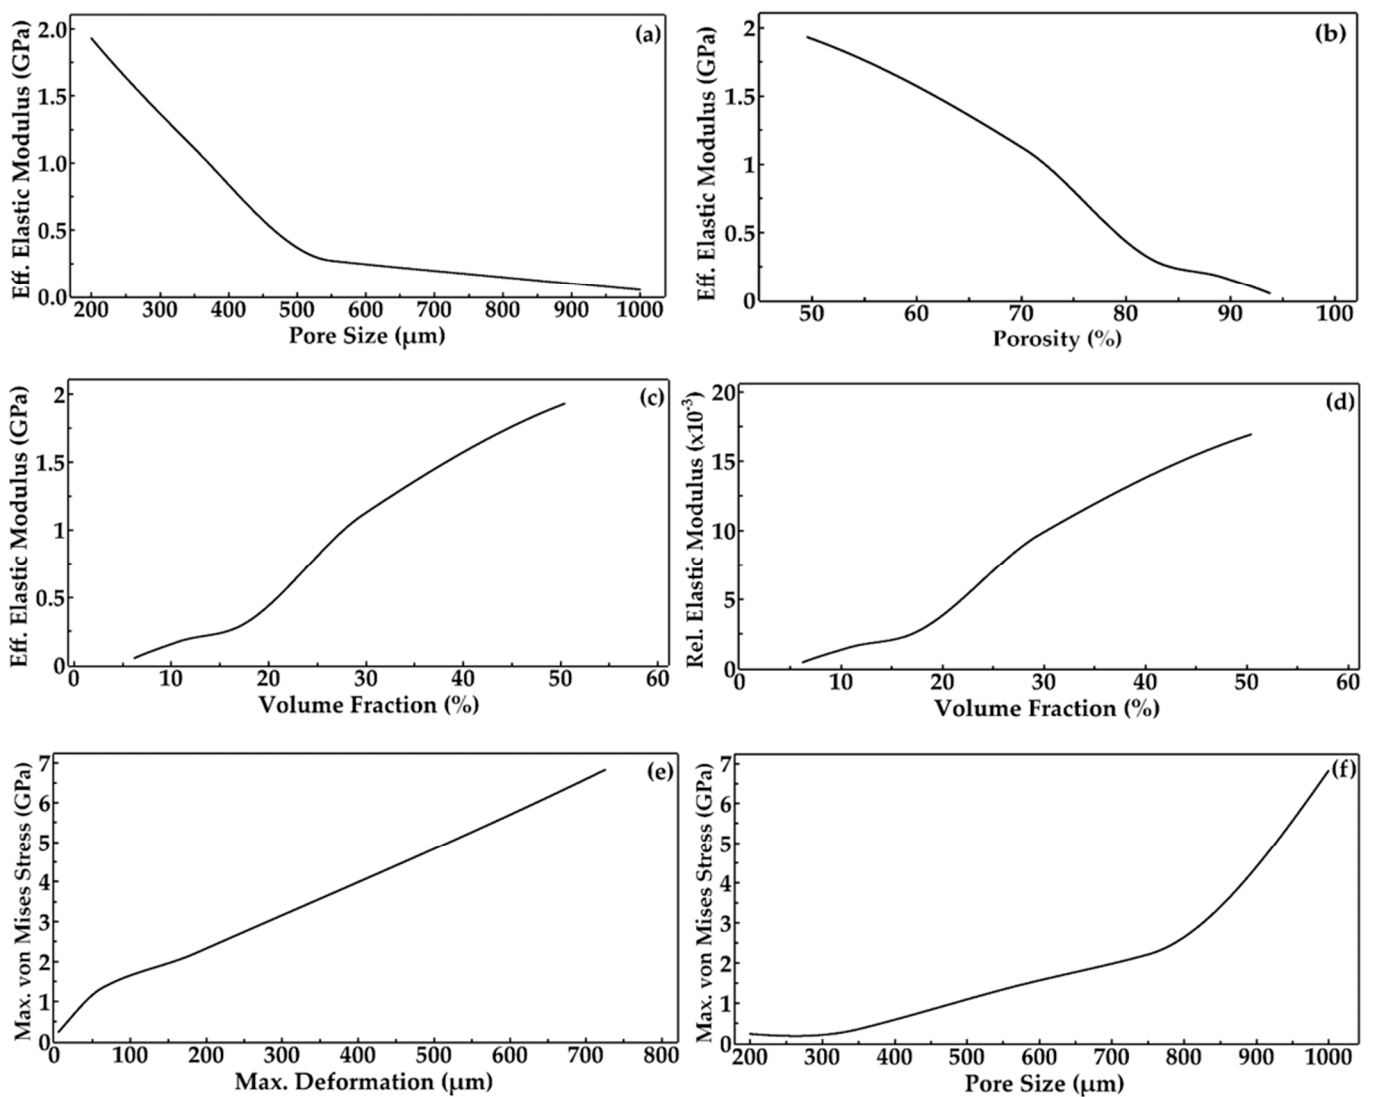 (a)
Eff. Elastic Modulus (GPa)
2.0
1.5
1.0
0.5
0.0
200 300 400 500 600 700 800 900 1000
Pore Size (µm)
(b)
Eff. Elastic Modulus (GPa)
2
1.5
1
0.5
0
50 60 70 80 90 100
Porosity (%)
(c)
Eff. Elastic Modulus (GPa)
2
1.5
1
0.5
0
0 10 20 30 40 50 60
Volume Fraction (%)
(d)
Rel. Elastic Modulus (x10⁻³)
20
15
10
5
0
0 10 20 30 40 50 60
Volume Fraction (%)
(e)
Max. von Mises Stress (GPa)
7
6
5
4
3
2
1
0
0 100 200 300 400 500 600 700 800
Max. Deformation (µm)
(f)
Max. von Mises Stress (GPa)
7
6
5
4
3
2
1
0
200 300 400 500 600 700 800 900 1000
Pore Size (µm)